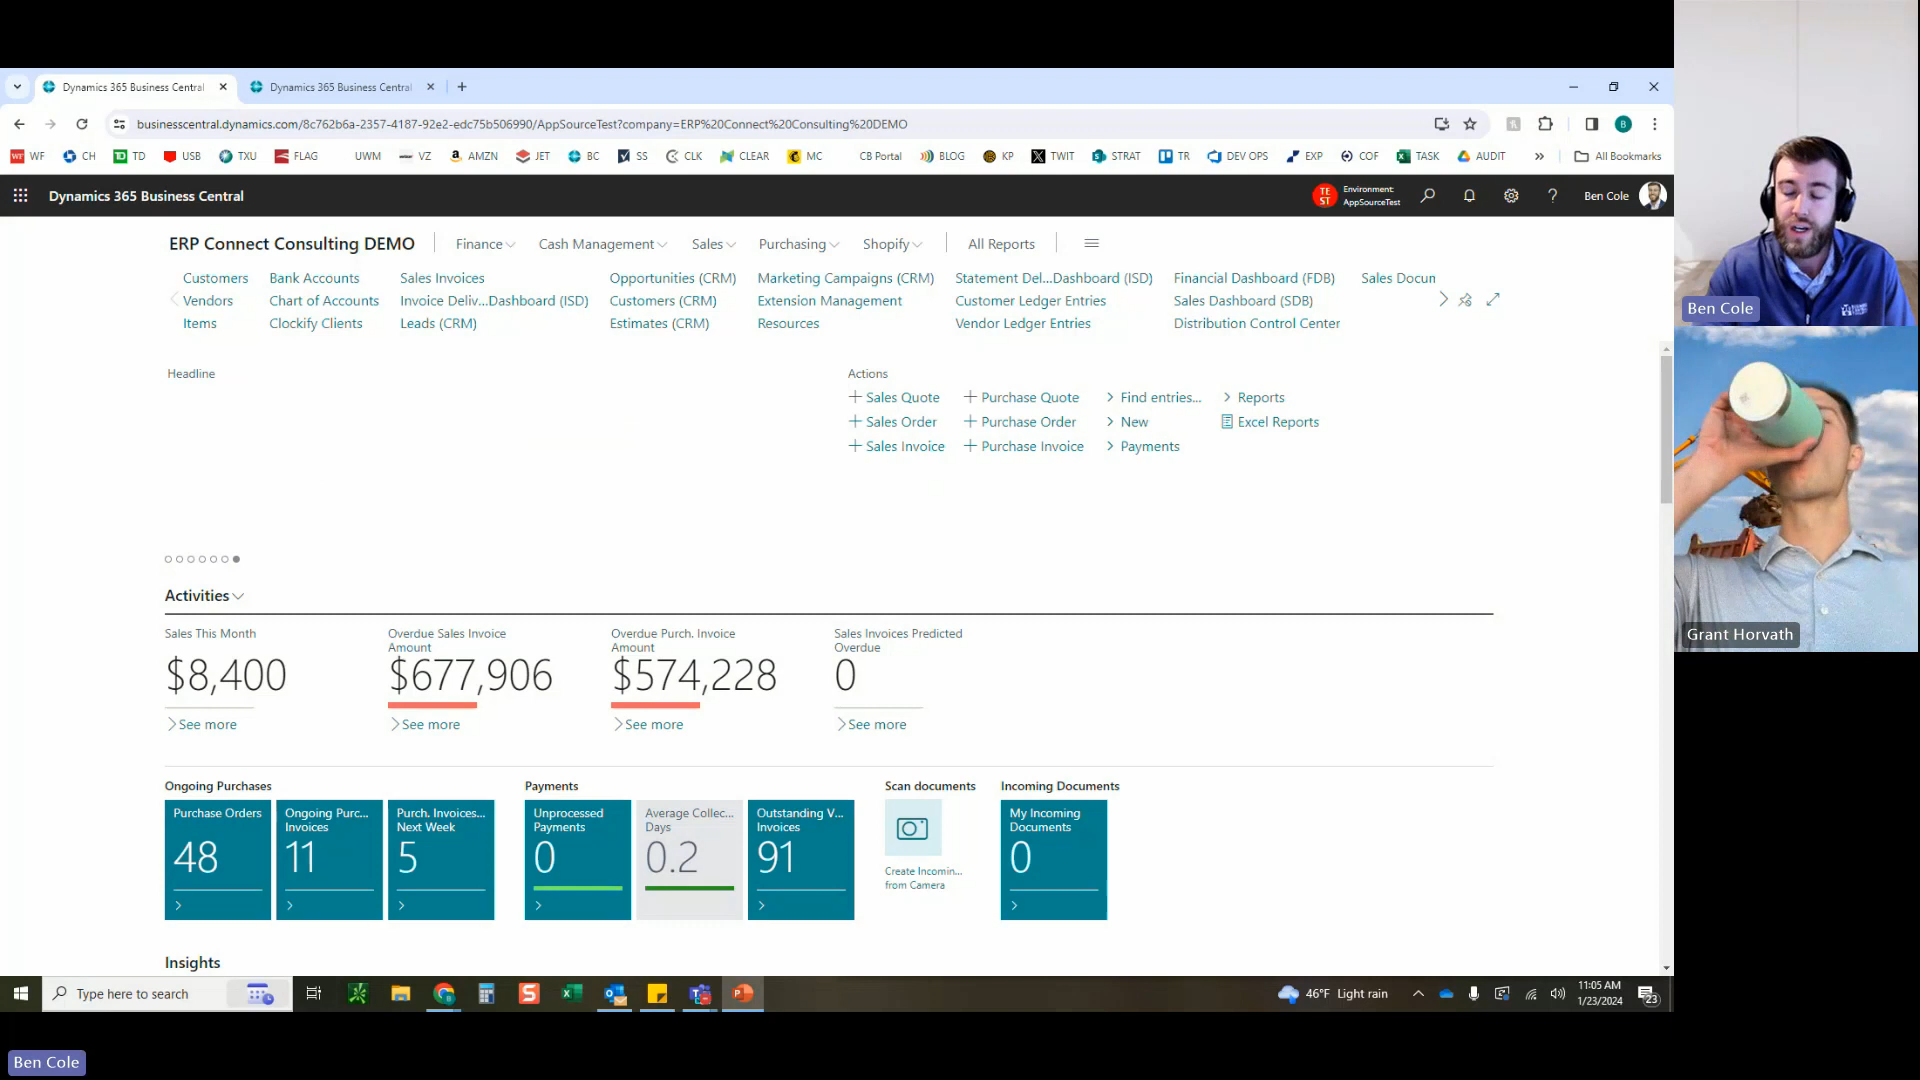 Dynamics 365 Business Central
Dynamics 365 Business Central
businesscentral.dynamics.com/8c762b6a-2357-4187-92e2-edc75b506990/AppSourceTest?company=ERP%20Connect%20Consulting%20DEMO
B
WF
CH
TD
USB
TXU
FLAG
UWM
VZ
AMZN
JET
BC
SS
CLK
CLEAR
MC
CB Portal
BLOG
KP
TWIT
STRAT
TR
DEV OPS
EXP
COF
TASK
AUDIT
»
All Bookmarks
Dynamics 365 Business Central
TE
ST
Environment:
AppSourceTest
Ben Cole
ERP Connect Consulting DEMO
Finance
Cash Management
Sales
Purchasing
Shopify
All Reports
Customers
Bank Accounts
Sales Invoices
Opportunities (CRM)
Marketing Campaigns (CRM)
Statement Del...Dashboard (ISD)
Financial Dashboard (FDB)
Sales Docun
Vendors
Chart of Accounts
Invoice Deliv...Dashboard (ISD)
Customers (CRM)
Extension Management
Customer Ledger Entries
Sales Dashboard (SDB)
Items
Clockify Clients
Leads (CRM)
Estimates (CRM)
Resources
Vendor Ledger Entries
Distribution Control Center
Headline
Actions
Sales Quote
Purchase Quote
Find entries...
Reports
Sales Order
Purchase Order
New
Excel Reports
Sales Invoice
Purchase Invoice
Payments
Activities
Sales This Month
$8,400
See more
Overdue Sales Invoice
Amount
$677,906
See more
Overdue Purch. Invoice
Amount
$574,228
See more
Sales Invoices Predicted
Overdue
0
See more
Ongoing Purchases
Purchase Orders
48
Ongoing Purc...
Invoices
11
Purch. Invoices...
Next Week
5
Payments
Unprocessed
Payments
0
Average Collec...
Days
0.2
Outstanding V...
Invoices
91
Scan documents
Create Incomin...
from Camera
Incoming Documents
My Incoming
Documents
0
Insights
Type here to search
46°F Light rain
11:05 AM
1/23/2024
23
Ben Cole
Grant Horvath
Ben Cole